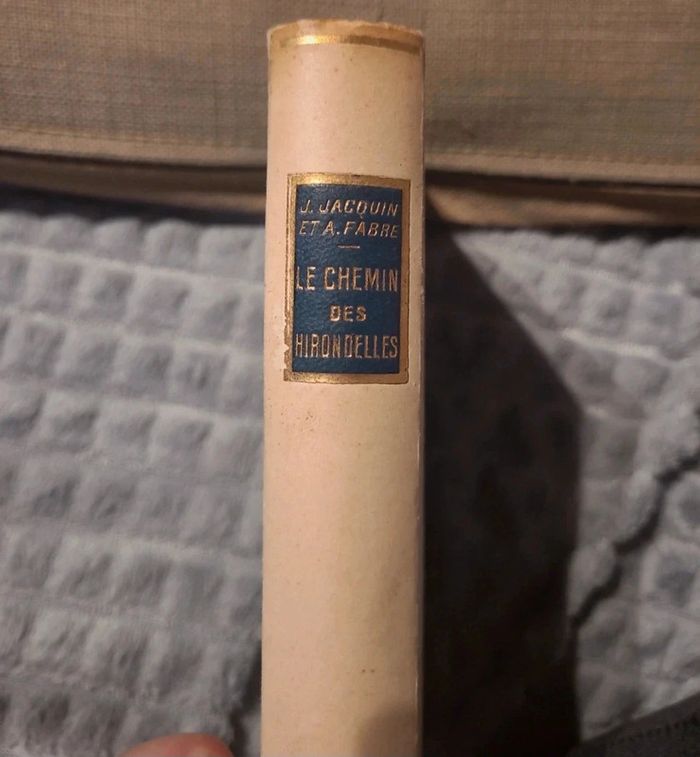 J. JACQUIN
ET A. FABRE
LE CHEMIN
DES
HIRONDELLES